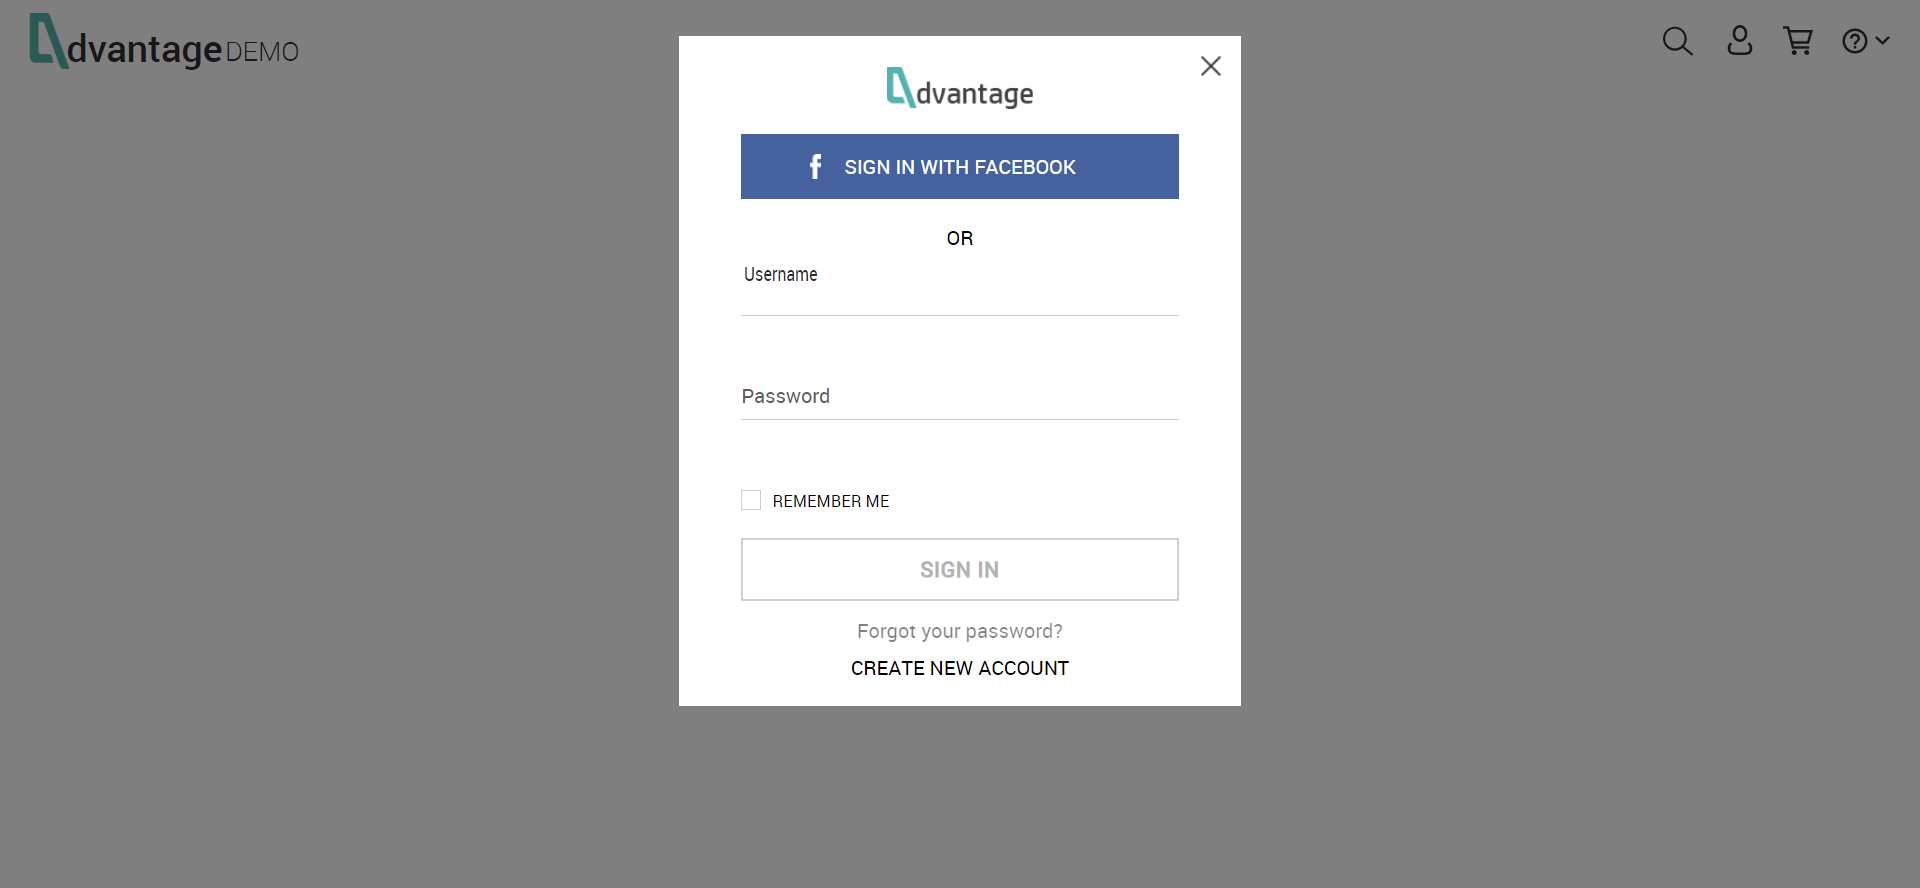 dvantage DEMO
dvantage
SIGN IN WITH FACEBOOK
OR
Username
Password
REMEMBER ME
SIGN IN
Forgot your password?
CREATE NEW ACCOUNT